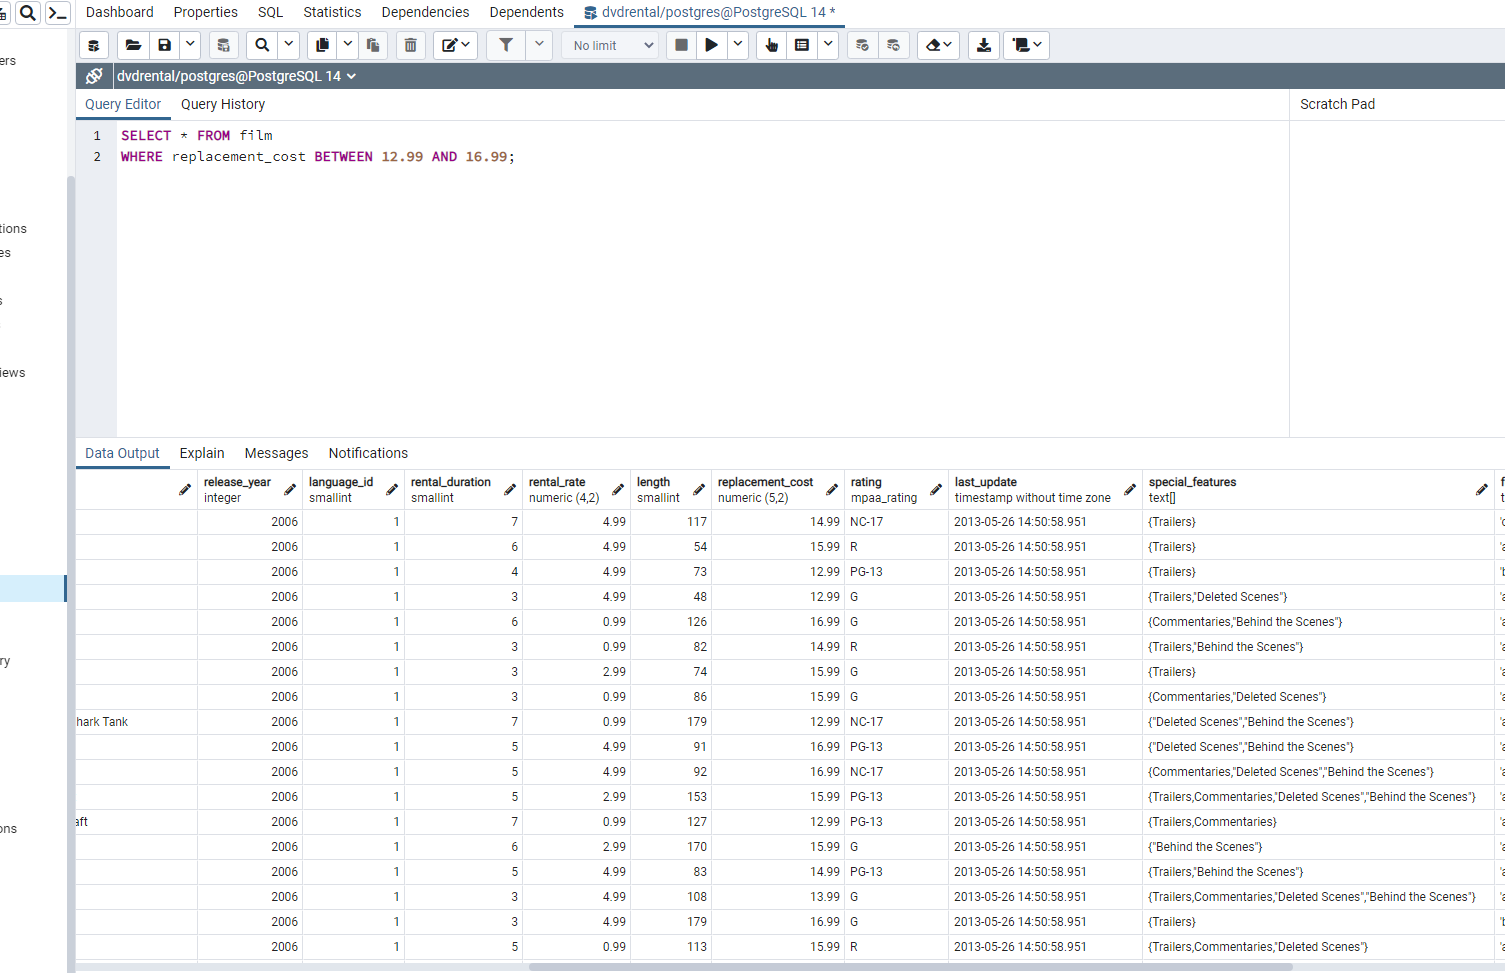 Dashboard Properties SQL Statistics Dependencies Dependents dvdrental/postgres@PostgreSQL 14 *
No limit
dvdrental/postgres@PostgreSQL 14
Query Editor Query History Scratch Pad
1 SELECT * FROM film
2 WHERE replacement_cost BETWEEN 12.99 AND 16.99;
ers
tions
es
s
iews
ry
ons
Data Output Explain Messages Notifications
release_year language_id rental_duration rental_rate length replacement_cost rating last_update special_features
integer smallint smallint numeric (4,2) smallint numeric (5,2) mpaa_rating timestamp without time zone text[]
2006 1 7 4.99 117 14.99 NC-17 2013-05-26 14:50:58.951 {Trailers}
2006 1 6 4.99 54 15.99 R 2013-05-26 14:50:58.951 {Trailers} 'a
2006 1 4 4.99 73 12.99 PG-13 2013-05-26 14:50:58.951 {Trailers} 'b
2006 1 3 4.99 48 12.99 G 2013-05-26 14:50:58.951 {Trailers,"Deleted Scenes"} 'a
2006 1 6 0.99 126 16.99 G 2013-05-26 14:50:58.951 {Commentaries,"Behind the Scenes"} 'a
2006 1 3 0.99 82 14.99 R 2013-05-26 14:50:58.951 {Trailers,"Behind the Scenes"} 'a
2006 1 3 2.99 74 15.99 G 2013-05-26 14:50:58.951 {Trailers} 'a
2006 1 3 0.99 86 15.99 G 2013-05-26 14:50:58.951 {Commentaries,"Deleted Scenes"} 'a
hark Tank 2006 1 7 0.99 179 12.99 NC-17 2013-05-26 14:50:58.951 {"Deleted Scenes","Behind the Scenes"} 'a
2006 1 5 4.99 91 16.99 PG-13 2013-05-26 14:50:58.951 {"Deleted Scenes","Behind the Scenes"} 'a
2006 1 5 4.99 92 16.99 NC-17 2013-05-26 14:50:58.951 {Commentaries,"Deleted Scenes","Behind the Scenes"} 'a
2006 1 5 2.99 153 15.99 PG-13 2013-05-26 14:50:58.951 {Trailers,Commentaries,"Deleted Scenes","Behind the Scenes"} 'a
aft 2006 1 7 0.99 127 12.99 PG-13 2013-05-26 14:50:58.951 {Trailers,Commentaries} 'a
2006 1 6 2.99 170 15.99 G 2013-05-26 14:50:58.951 {"Behind the Scenes"} 'a
2006 1 5 4.99 83 14.99 PG-13 2013-05-26 14:50:58.951 {Trailers,"Behind the Scenes"} 'a
2006 1 3 4.99 108 13.99 G 2013-05-26 14:50:58.951 {Trailers,Commentaries,"Deleted Scenes","Behind the Scenes"} 'a
2006 1 3 4.99 179 16.99 G 2013-05-26 14:50:58.951 {Trailers} 'b
2006 1 5 0.99 113 15.99 R 2013-05-26 14:50:58.951 {Trailers,Commentaries,"Deleted Scenes"} 'a